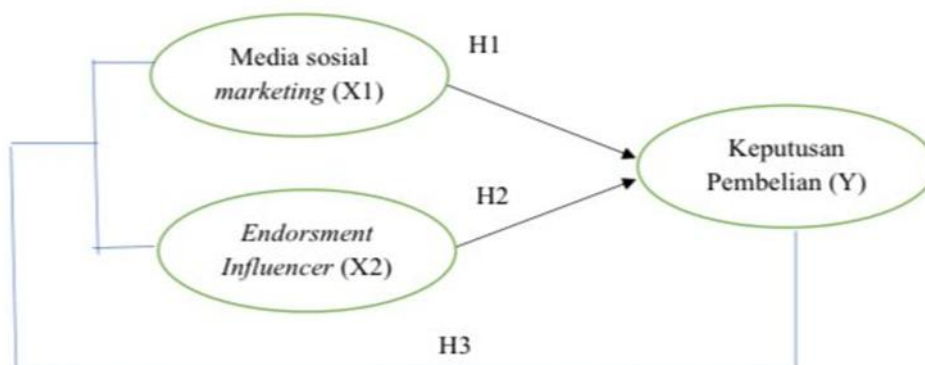 H1
Media sosial
marketing (X1)
Keputusan
Pembelian (Y)
H2
Endorsment
Influencer (X2)
H3